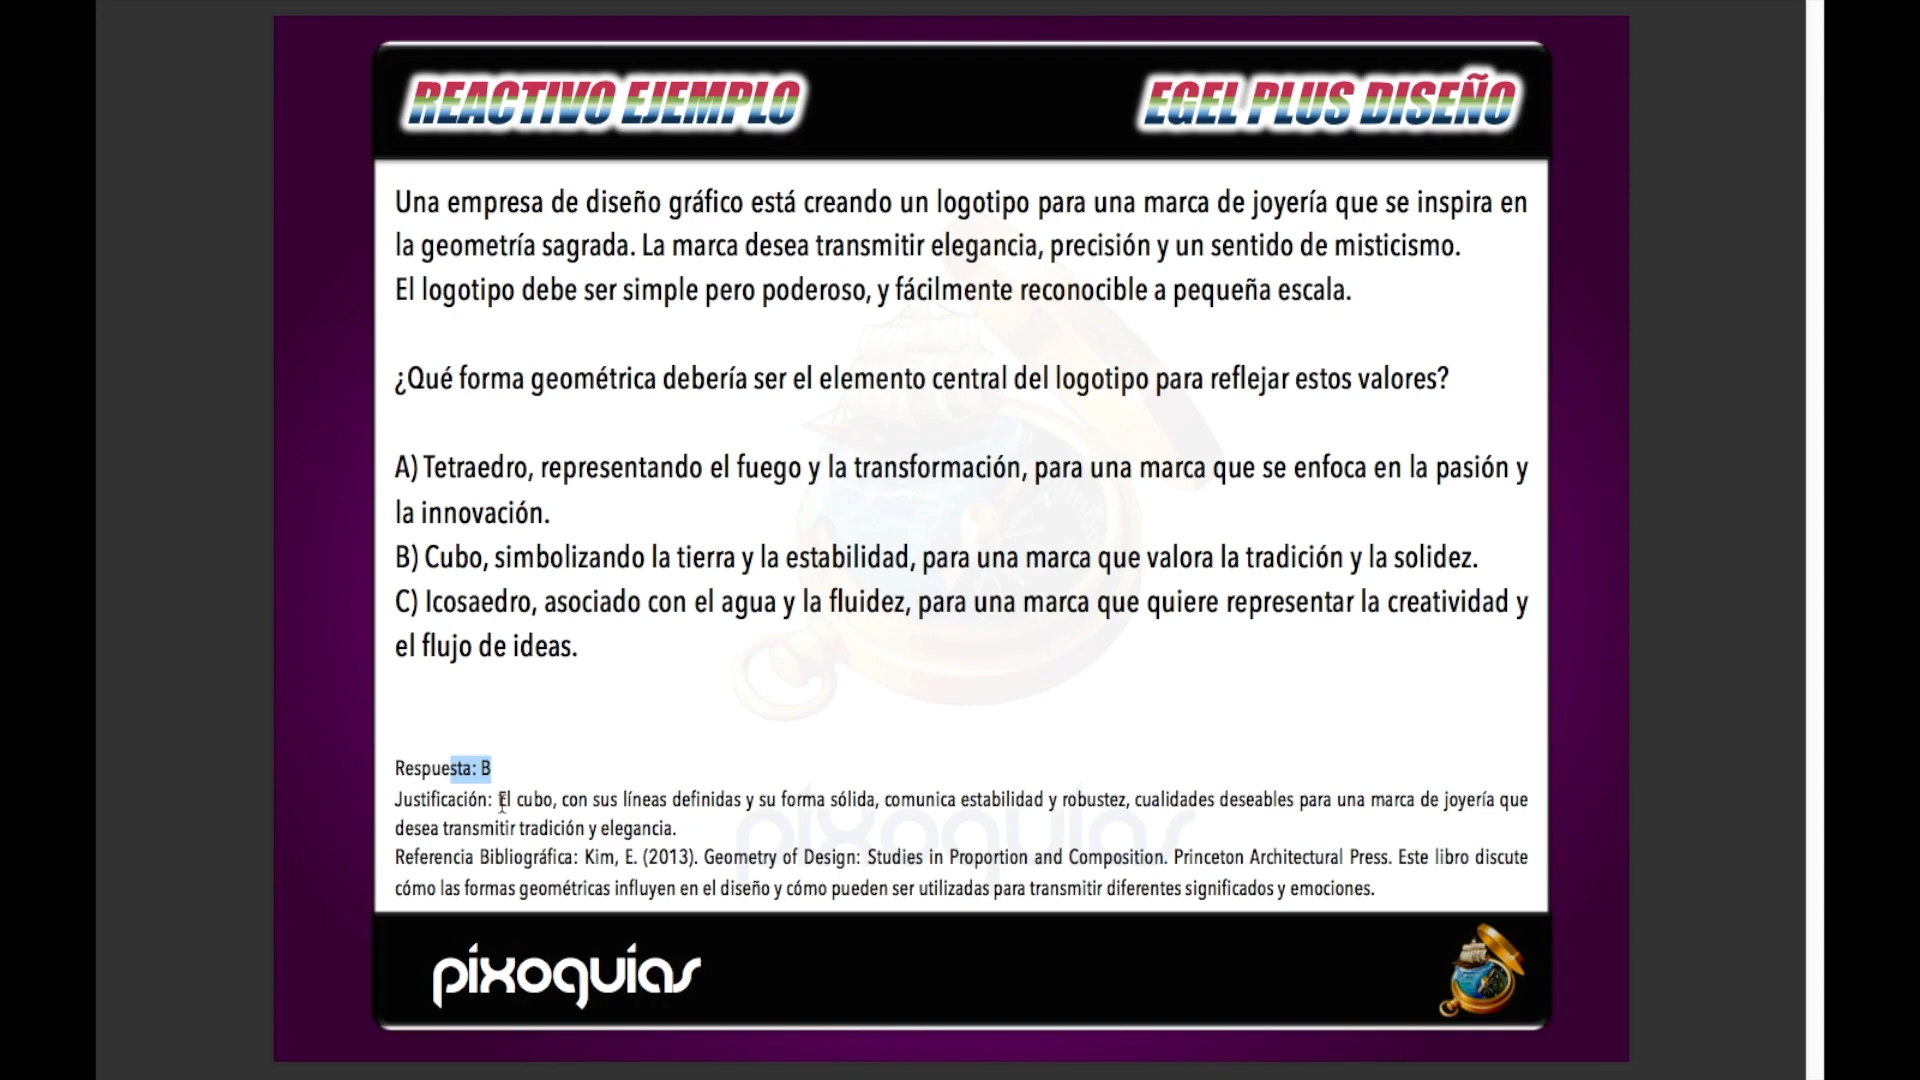 REACTIVO EJEMPLO
EGEL PLUS DISEÑO
Una empresa de diseño gráfico está creando un logotipo para una marca de joyería que se inspira en
la geometría sagrada. La marca desea transmitir elegancia, precisión y un sentido de misticismo.
El logotipo debe ser simple pero poderoso, y fácilmente reconocible a pequeña escala.
¿Qué forma geométrica debería ser el elemento central del logotipo para reflejar estos valores?
A) Tetraedro, representando el fuego y la transformación, para una marca que se enfoca en la pasión y
la innovación.
B) Cubo, simbolizando la tierra y la estabilidad, para una marca que valora la tradición y la solidez.
C) Icosaedro, asociado con el agua y la fluidez, para una marca que quiere representar la creatividad y
el flujo de ideas.
Respuesta: B
Justificación: El cubo, con sus líneas definidas y su forma sólida, comunica estabilidad y robustez, cualidades deseables para una marca de joyería que
desea transmitir tradición y elegancia.
Referencia Bibliográfica: Kim, E. (2013). Geometry of Design: Studies in Proportion and Composition. Princeton Architectural Press. Este libro discute
cómo las formas geométricas influyen en el diseño y cómo pueden ser utilizadas para transmitir diferentes significados y emociones.
pixoguías
pixoguías